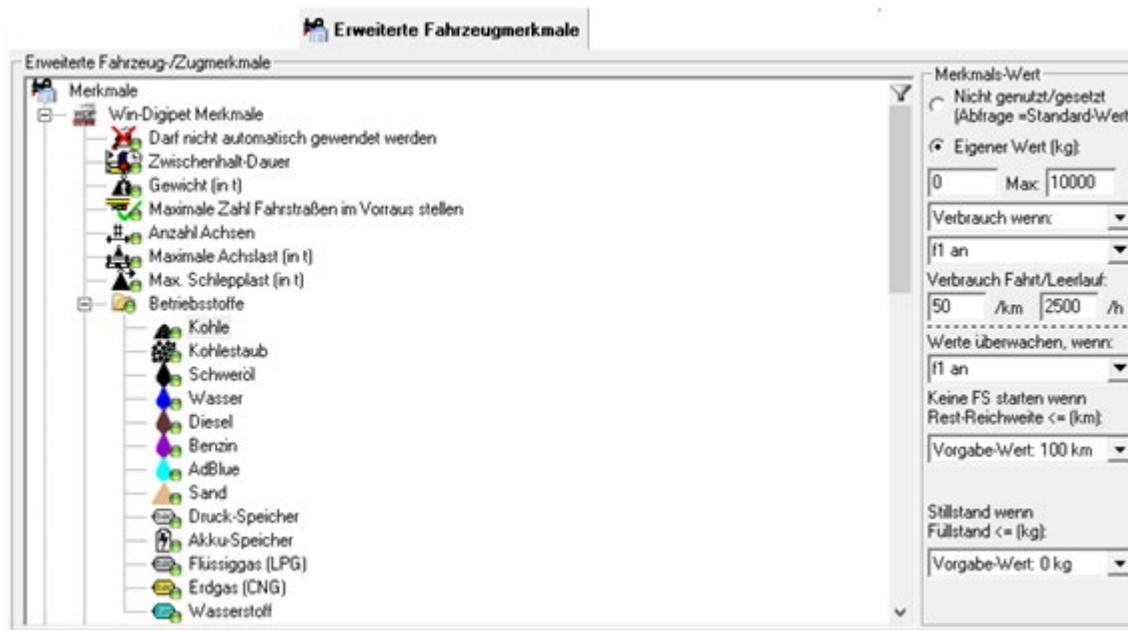 Erweiterte Fahrzeugmerkmale
Erweiterte Fahrzeug-/Zugmerkmale
Merkmale
Win-Digipet Merkmale
Darf nicht automatisch gewendet werden
Zwischenhalt-Dauer
Gewicht (in t)
Maximale Zahl Fahrstraßen im Vorraus stellen
Anzahl Achsen
Maximale Achslast (in t)
Max. Schlepplast (in t)
Betriebsstoffe
Kohle
Kohlestaub
Schweröl
Wasser
Diesel
Benzin
AdBlue
Sand
Druck-Speicher
Akku-Speicher
Flüssiggas (LPG)
Erdgas (CNG)
Wasserstoff
Merkmals-Wert
Nicht genutzt/gesetzt
(Abfrage =Standard-Wert
Eigener Wert (kg):
0 Max: 10000
Verbrauch wenn:
f1 an
Verbrauch Fahrt/Leerlauf:
50 /km 2500 /h
Werte überwachen, wenn:
f1 an
Keine FS starten wenn
Rest-Reichweite <= (km):
Vorgabe-Wert: 100 km
Stillstand wenn
Füllstand <= (kg):
Vorgabe-Wert: 0 kg